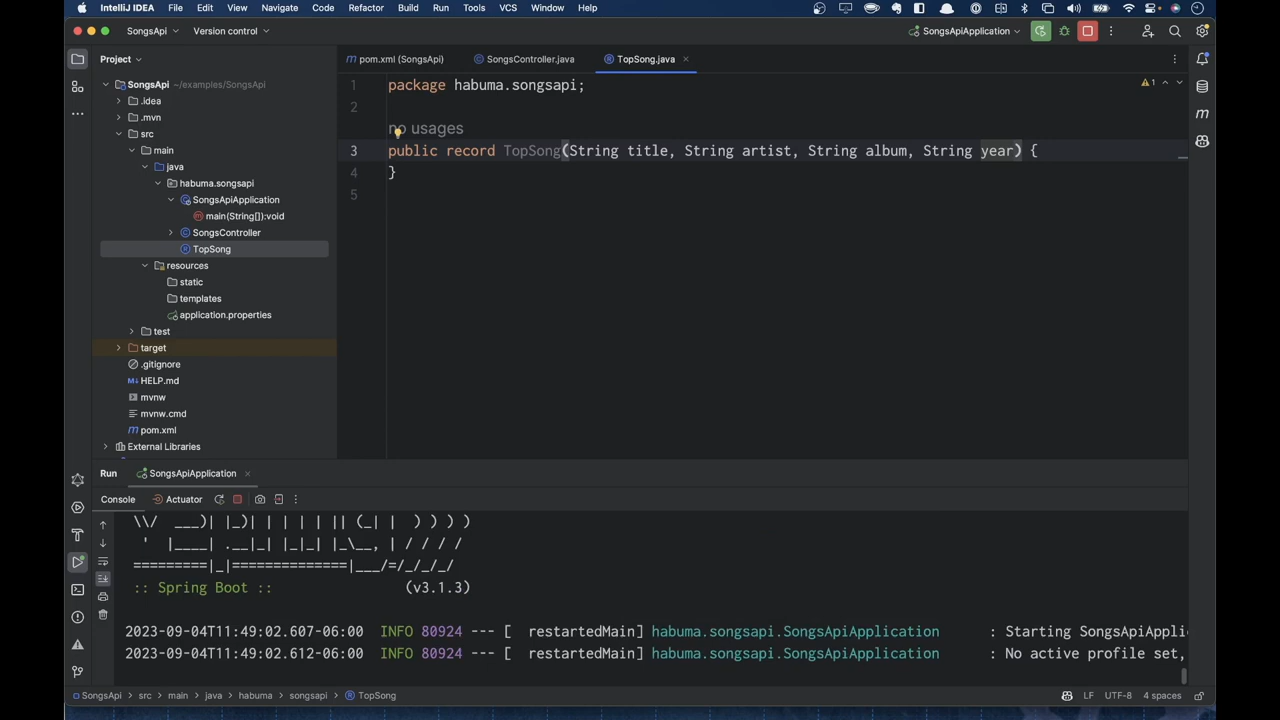 IntelliJ IDEA File Edit View Navigate Code Refactor Build Run Tools VCS Window Help
SongsApi Version control SongsApiApplication
Project
pom.xml (SongsApi) SongsController.java TopSong.java
SongsApi ~/examples/SongsApi
.idea
.mvn
src
main
java
habuma.songsapi
SongsApiApplication
main(String[]):void
SongsController
TopSong
resources
static
templates
application.properties
test
target
.gitignore
HELP.md
mvnw
mvnw.cmd
pom.xml
External Libraries
1 package habuma.songsapi; 1
2
no usages
3 public record TopSong(String title, String artist, String album, String year) {
4 }
5
Run SongsApiApplication
Console Actuator
\\/ ___)| |_)| | | | | || (_| | ) ) ) )
' |____| .__|_| |_|_| |_\__, | / / / /
=========|_|==============|___/=/_/_/_/
:: Spring Boot :: (v3.1.3)
2023-09-04T11:49:02.607-06:00 INFO 80924 --- [ restartedMain] habuma.songsapi.SongsApiApplication : Starting SongsApiAppli
2023-09-04T11:49:02.612-06:00 INFO 80924 --- [ restartedMain] habuma.songsapi.SongsApiApplication : No active profile set,
SongsApi src main java habuma songsapi TopSong LF UTF-8 4 spaces